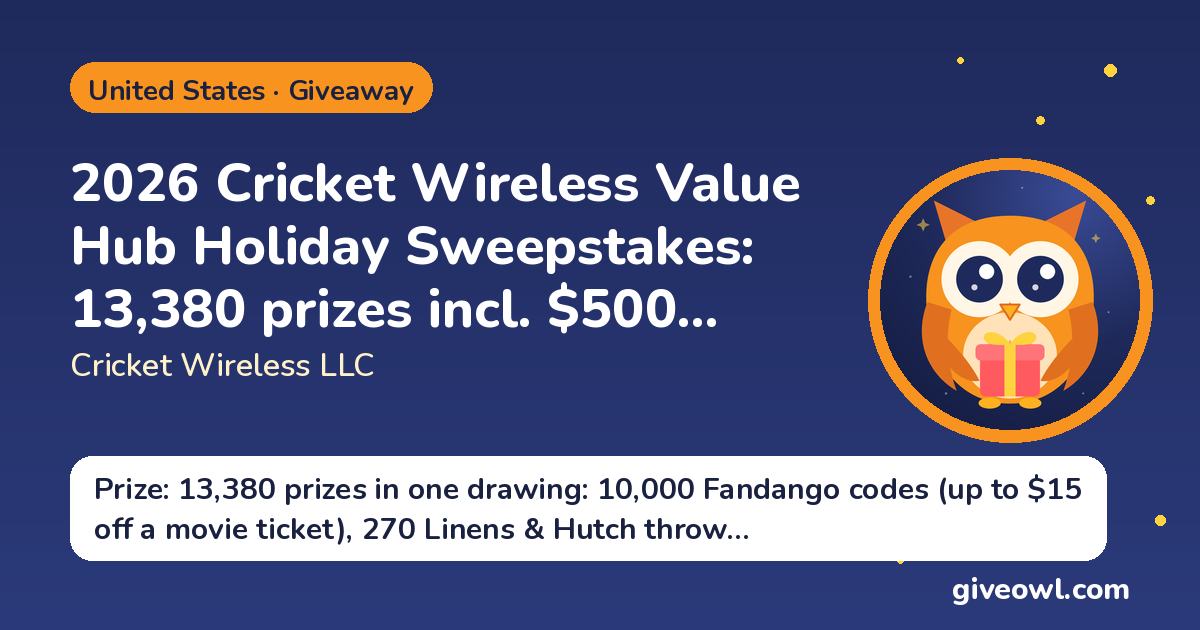 United States · Giveaway
2026 Cricket Wireless Value
Hub Holiday Sweepstakes:
13,380 prizes incl. $500...
Cricket Wireless LLC
Prize: 13,380 prizes in one drawing: 10,000 Fandango codes (up to $15
off a movie ticket), 270 Linens & Hutch throw...
giveowl.com